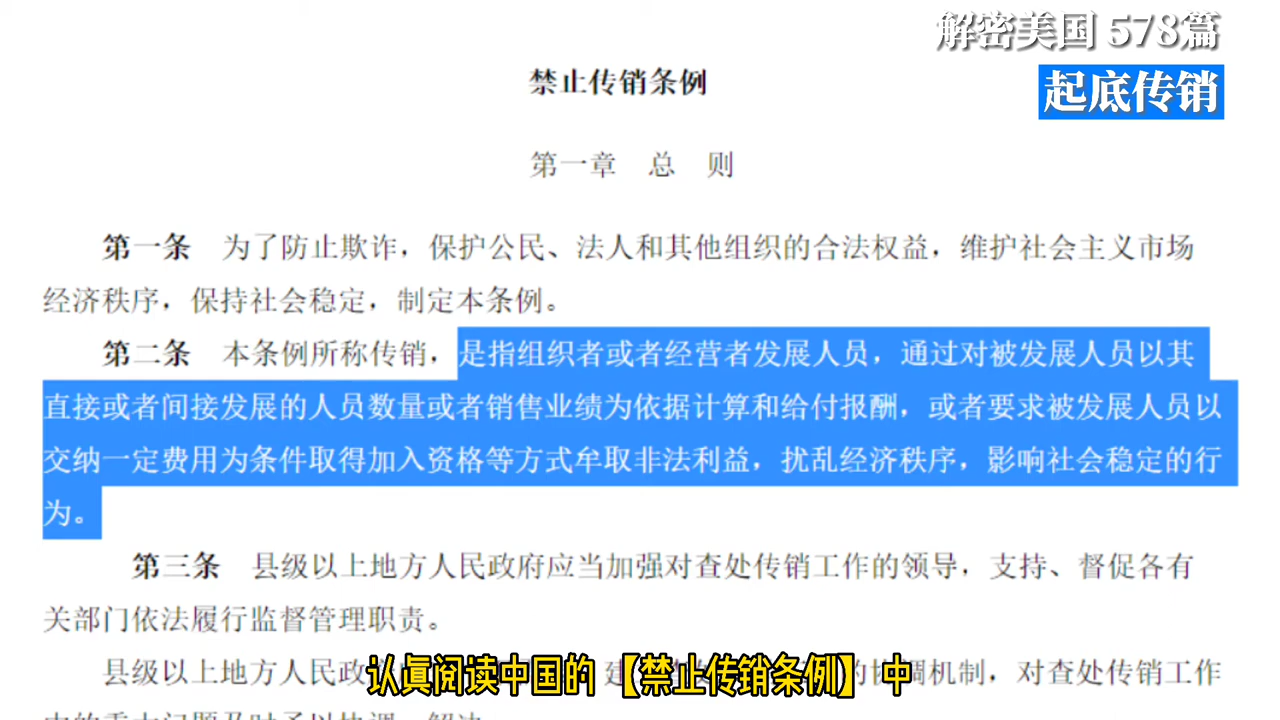 解密美国 578篇
起底传销
禁止传销条例
第一章 总 则
第一条 为了防止欺诈，保护公民、法人和其他组织的合法权益，维护社会主义市场
经济秩序，保持社会稳定，制定本条例。
第二条 本条例所称传销，是指组织者或者经营者发展人员，通过对被发展人员以其
直接或者间接发展的人员数量或者销售业绩为依据计算和给付报酬，或者要求被发展人员以
交纳一定费用为条件取得加入资格等方式牟取非法利益，扰乱经济秩序，影响社会稳定的行
为。
第三条 县级以上地方人民政府应当加强对查处传销工作的领导，支持、督促各有
关部门依法履行监督管理职责。
县级以上地方人民政 建 的协调机制，对查处传销工作
认真阅读中国的【禁止传销条例】中